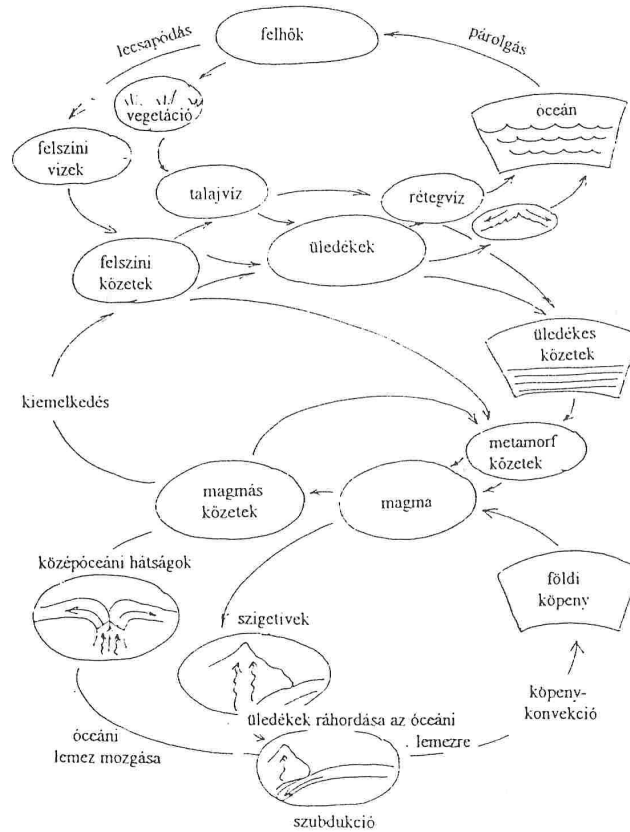 lecsapódás
felhők
párolgás
vegetáció
óceán
felszíni
vizek
talajvíz
rétegvíz
felszíni
kőzetek
üledékek
üledékes
kőzetek
kiemelkedés
metamorf
kőzetek
magmás
kőzetek
magma
középóceáni hátságok
földi
köpeny
szigetívek
köpeny-
konvekció
óceáni
lemez mozgása
üledékek ráhordása az óceáni
lemezre
szubdukció